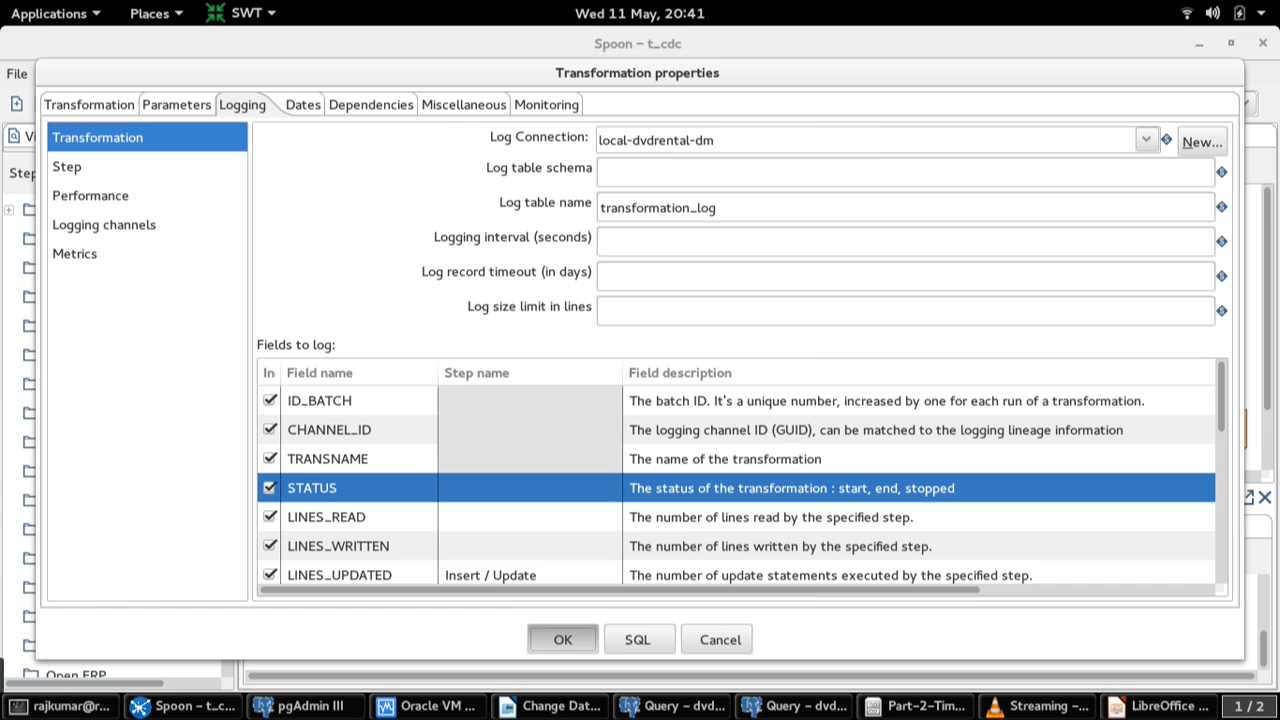 Applications Places SWT Wed 11 May, 20:41
Spoon - t_cdc
File Transformation properties
Transformation Parameters Logging Dates Dependencies Miscellaneous Monitoring
Transformation
Step
Performance
Logging channels
Metrics
Log Connection: local-dvdrental-dm New...
Log table schema
Log table name transformation_log
Logging interval (seconds)
Log record timeout (in days)
Log size limit in lines
Fields to log:
In Field name Step name Field description
ID_BATCH The batch ID. It's a unique number, increased by one for each run of a transformation.
CHANNEL_ID The logging channel ID (GUID), can be matched to the logging lineage information
TRANSNAME The name of the transformation
STATUS The status of the transformation : start, end, stopped
LINES_READ The number of lines read by the specified step.
LINES_WRITTEN The number of lines written by the specified step.
LINES_UPDATED Insert / Update The number of update statements executed by the specified step.
OK SQL Cancel
Open ERP
rajkumar@r... Spoon - t_c... pgAdmin III Oracle VM ... Change Dat... Query - dvd... Query - dvd... Part-2-Tim... Streaming -... LibreOffice ... 1 / 2